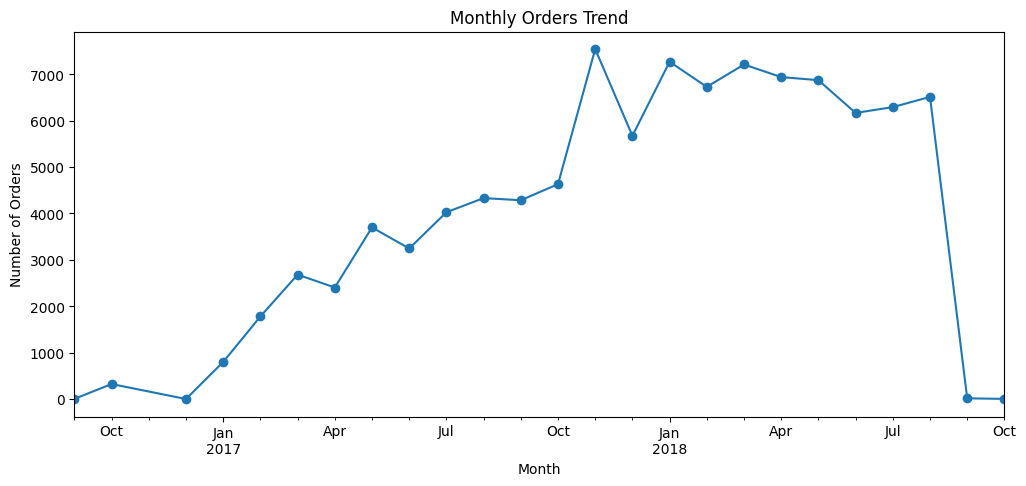 Monthly Orders Trend
Number of Orders
7000
6000
5000
4000
3000
2000
1000
0
Oct Jan Apr Jul Oct Jan Apr Jul Oct
2017 2018
Month